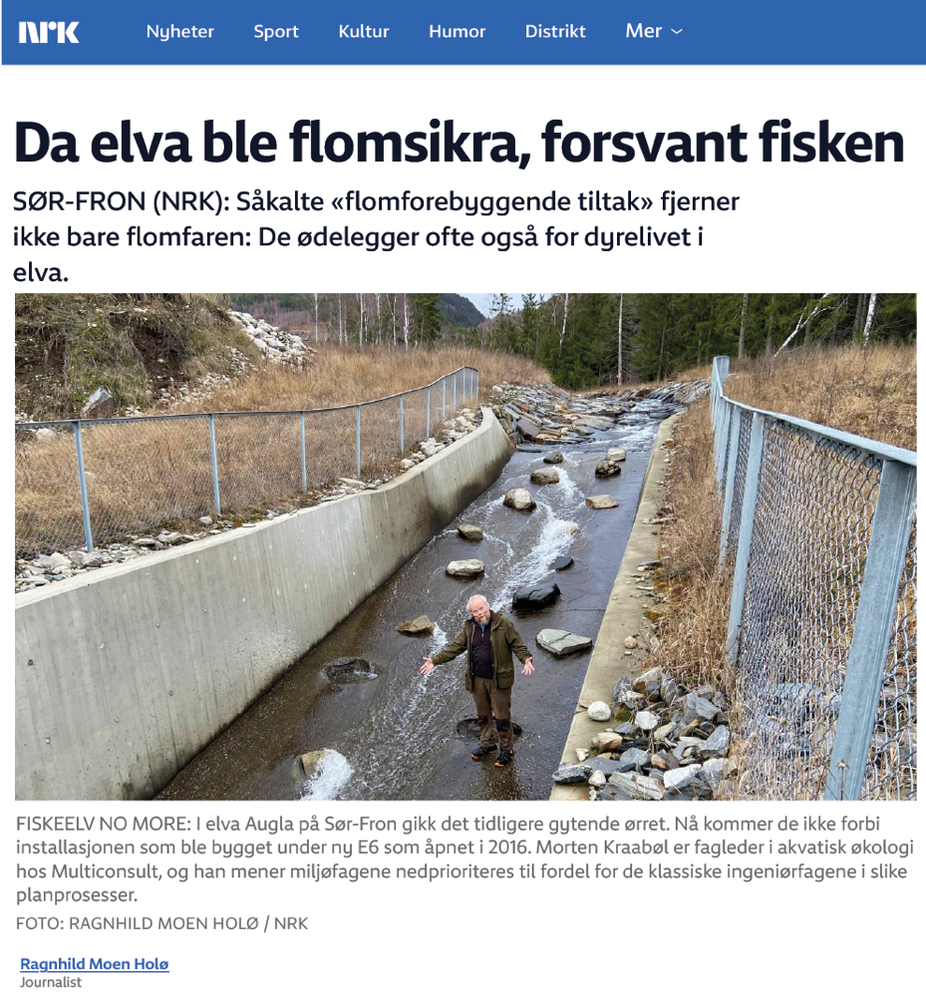 NRK
Nyheter Sport Kultur Humor Distrikt Mer
Da elva ble flomsikra, forsvant fisken
SØR-FRON (NRK): Såkalte «flomforebyggende tiltak» fjerner
ikke bare flomfaren: De ødelegger ofte også for dyrelivet i
elva.
FISKEELV NO MORE: I elva Augla på Sør-Fron gikk det tidligere gytende ørret. Nå kommer de ikke forbi
installasjonen som ble bygget under ny E6 som åpnet i 2016. Morten Kraabøl er fagleder i akvatisk økologi
hos Multiconsult, og han mener miljøfagene nedprioriteres til fordel for de klassiske ingeniørfagene i slike
planprosesser.
FOTO: RAGNHILD MOEN HOLØ / NRK
Ragnhild Moen Holø
Journalist